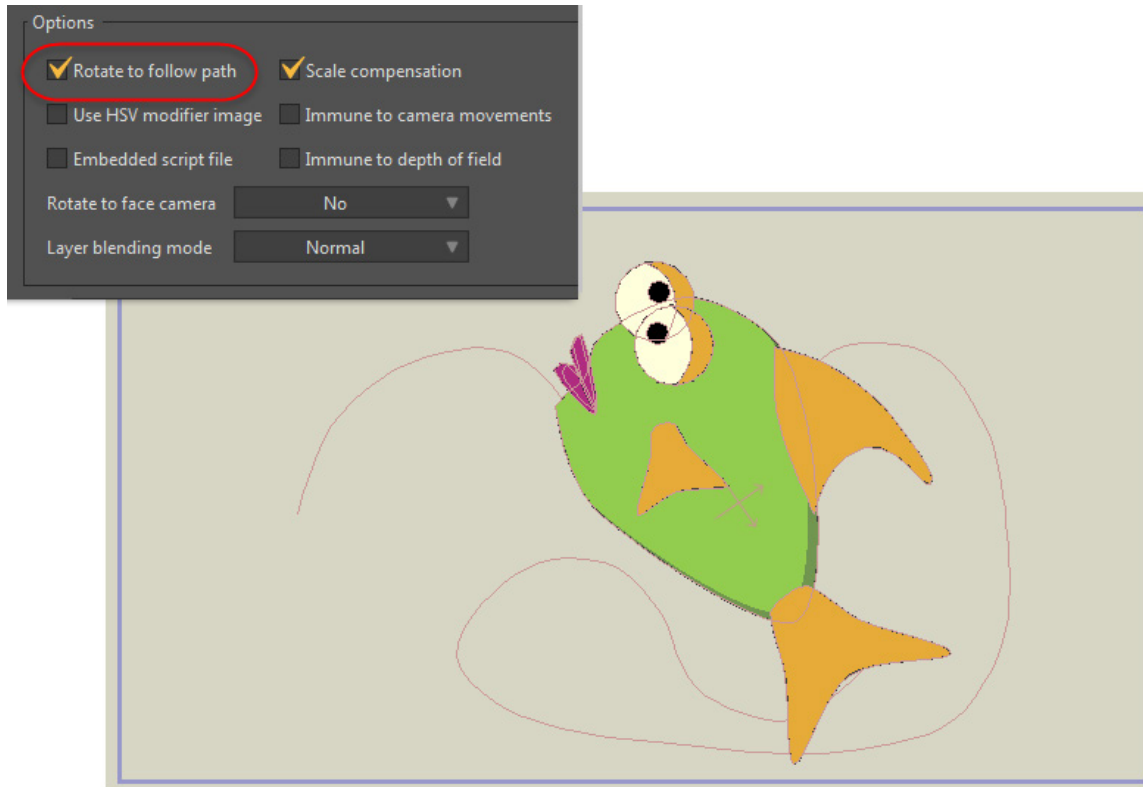 Options
Rotate to follow path Scale compensation
Use HSV modifier image Immune to camera movements
Embedded script file Immune to depth of field
Rotate to face camera No
Layer blending mode Normal